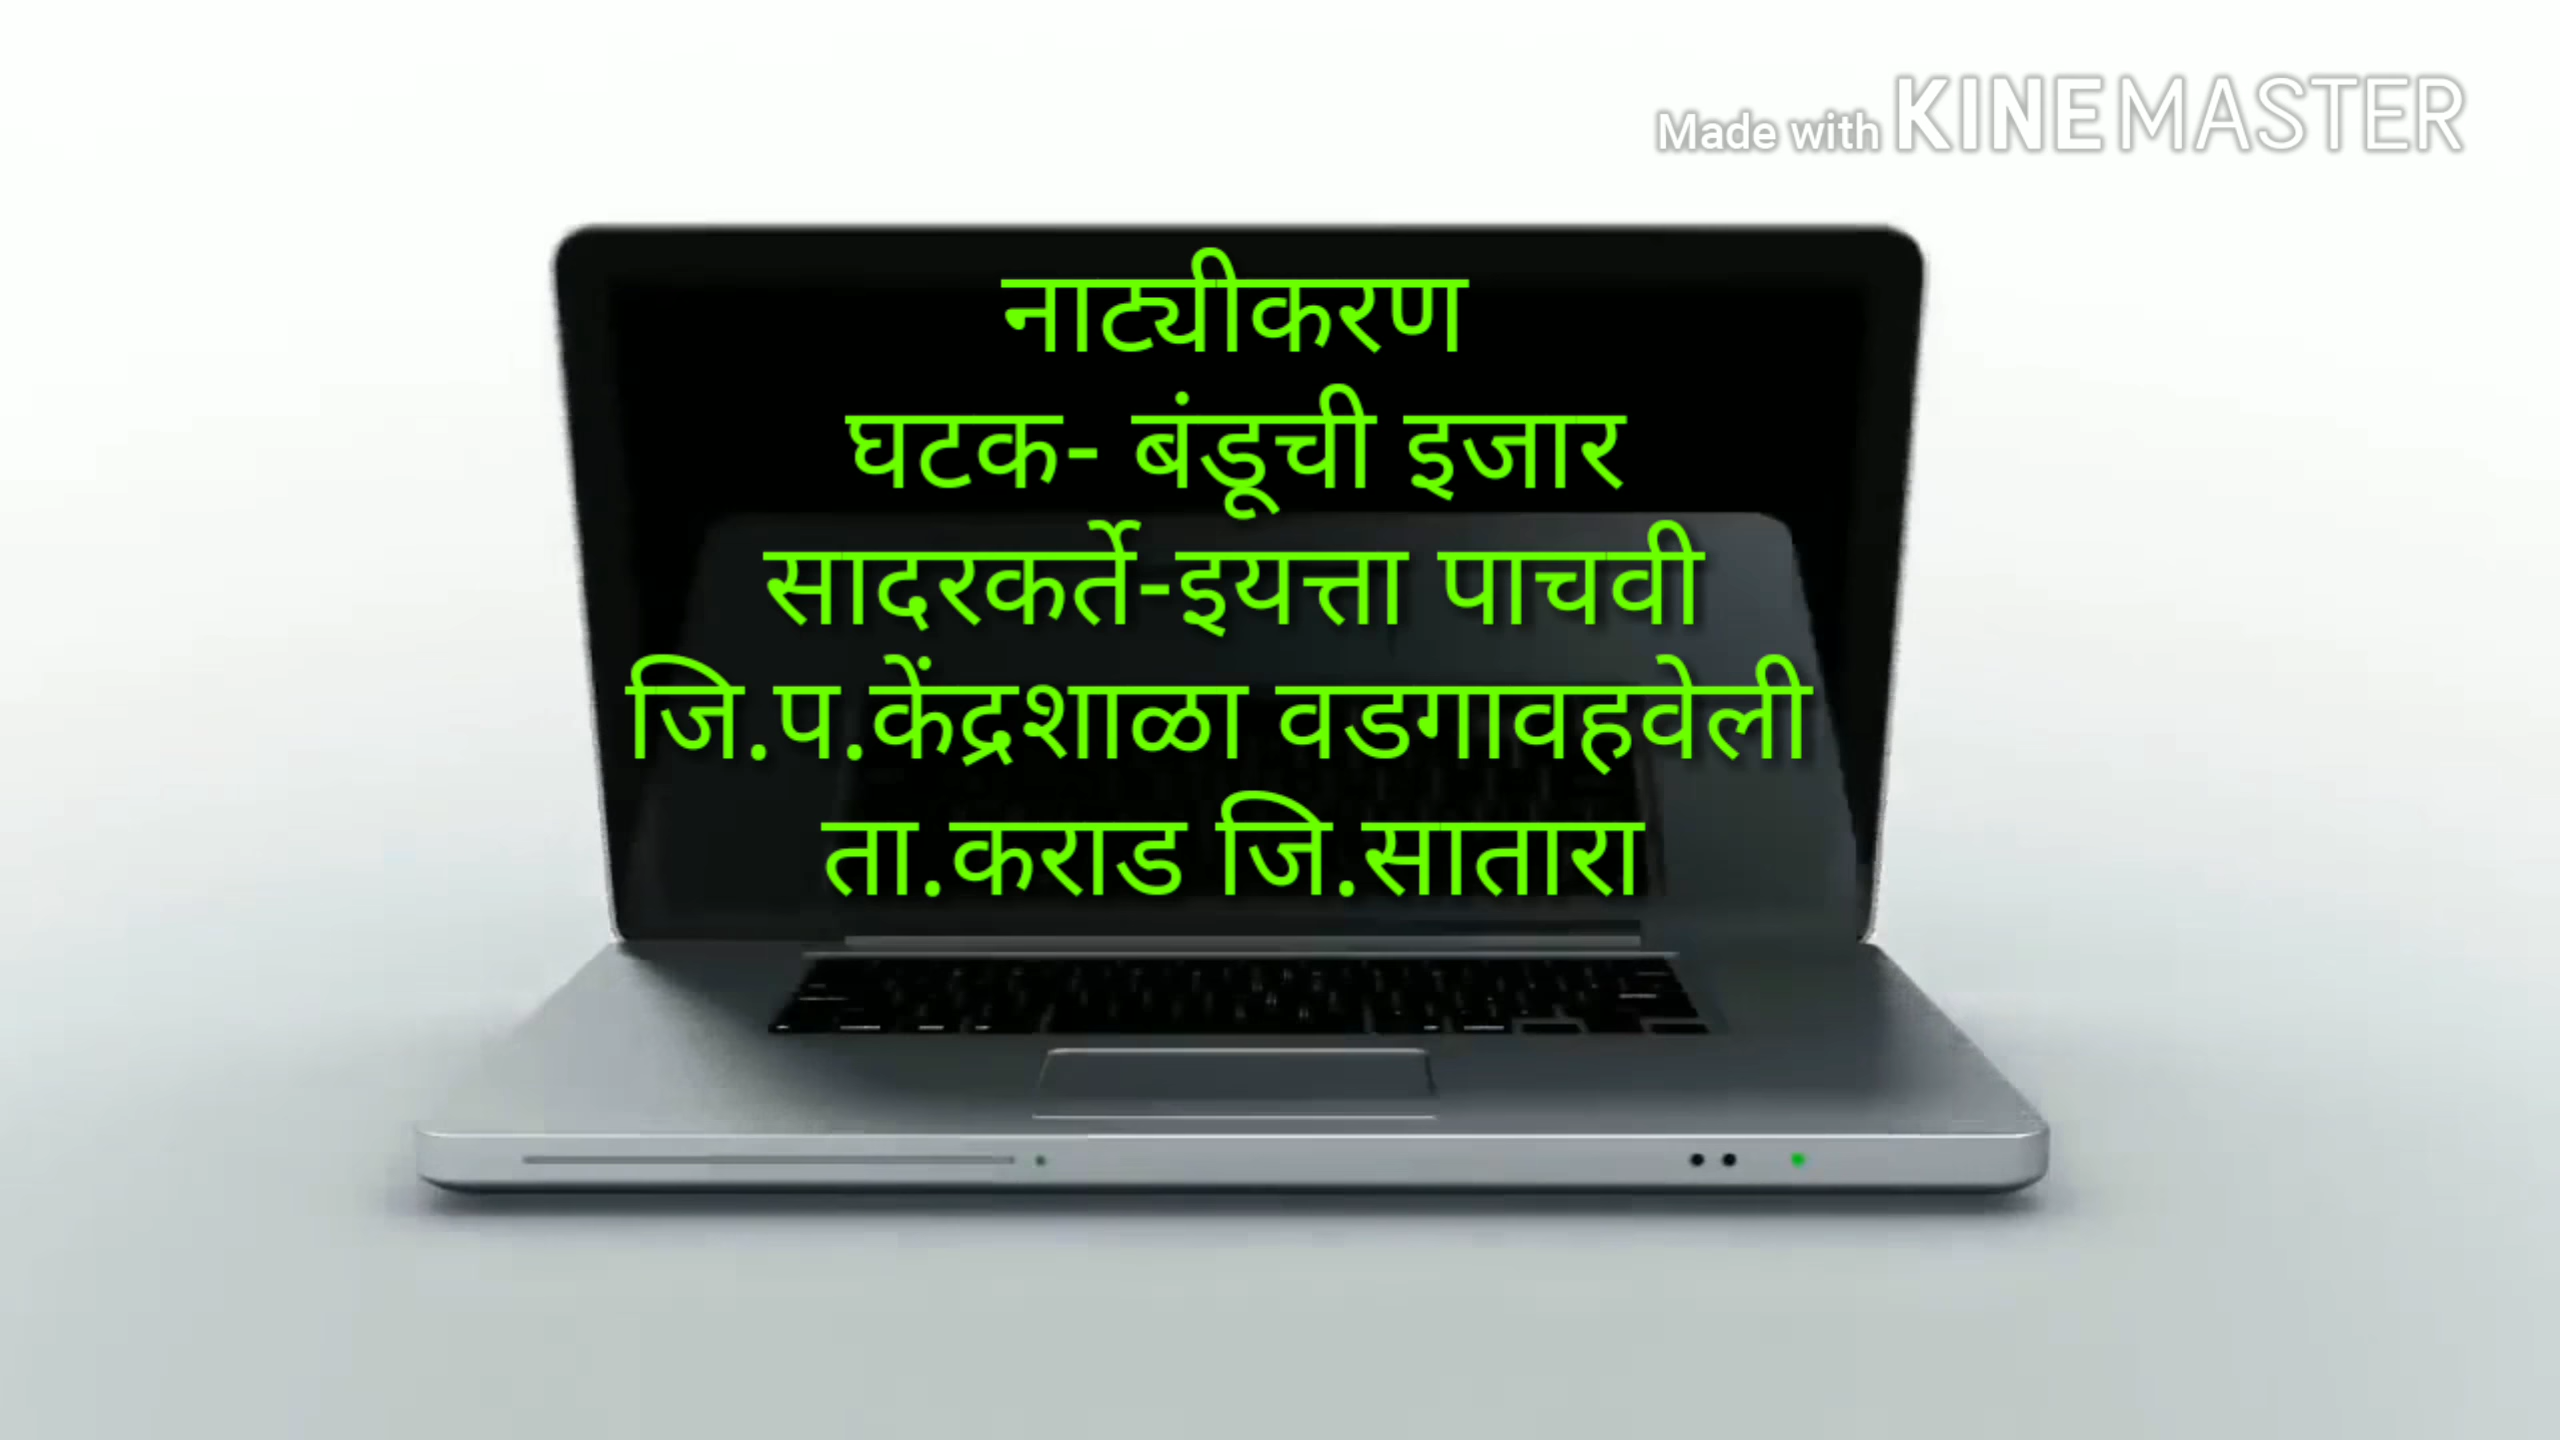 Made with KINEMASTER
नाट्यीकरण
घटक- बंडूची इजार
सादरकर्ते-इयत्ता पाचवी
जि.प.केंद्रशाळा वडगावहवेली
ता.कराड जि.सातारा